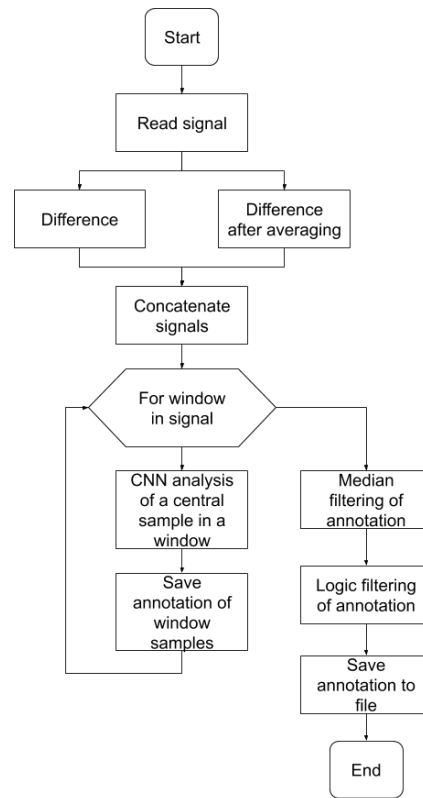 Start
Read signal
Difference
Difference
after averaging
Concatenate
signals
For window
in signal
CNN analysis
of a central
sample in a
window
Save
annotation of
window
samples
Median
filtering of
annotation
Logic filtering
of annotation
Save
annotation to
file
End